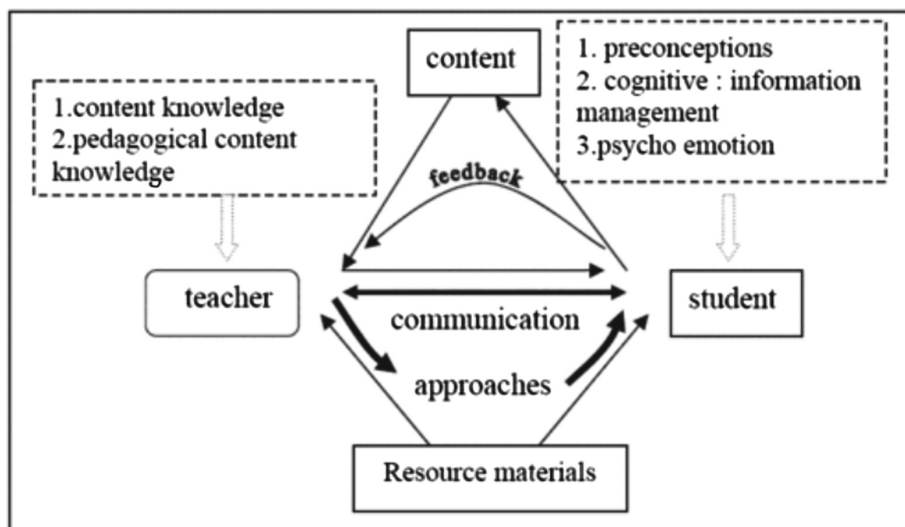 content
1. preconceptions
2. cognitive : information
management
3.psycho emotion
1.content knowledge
2.pedagogical content
knowledge
feedback
teacher
student
communication
approaches
Resource materials